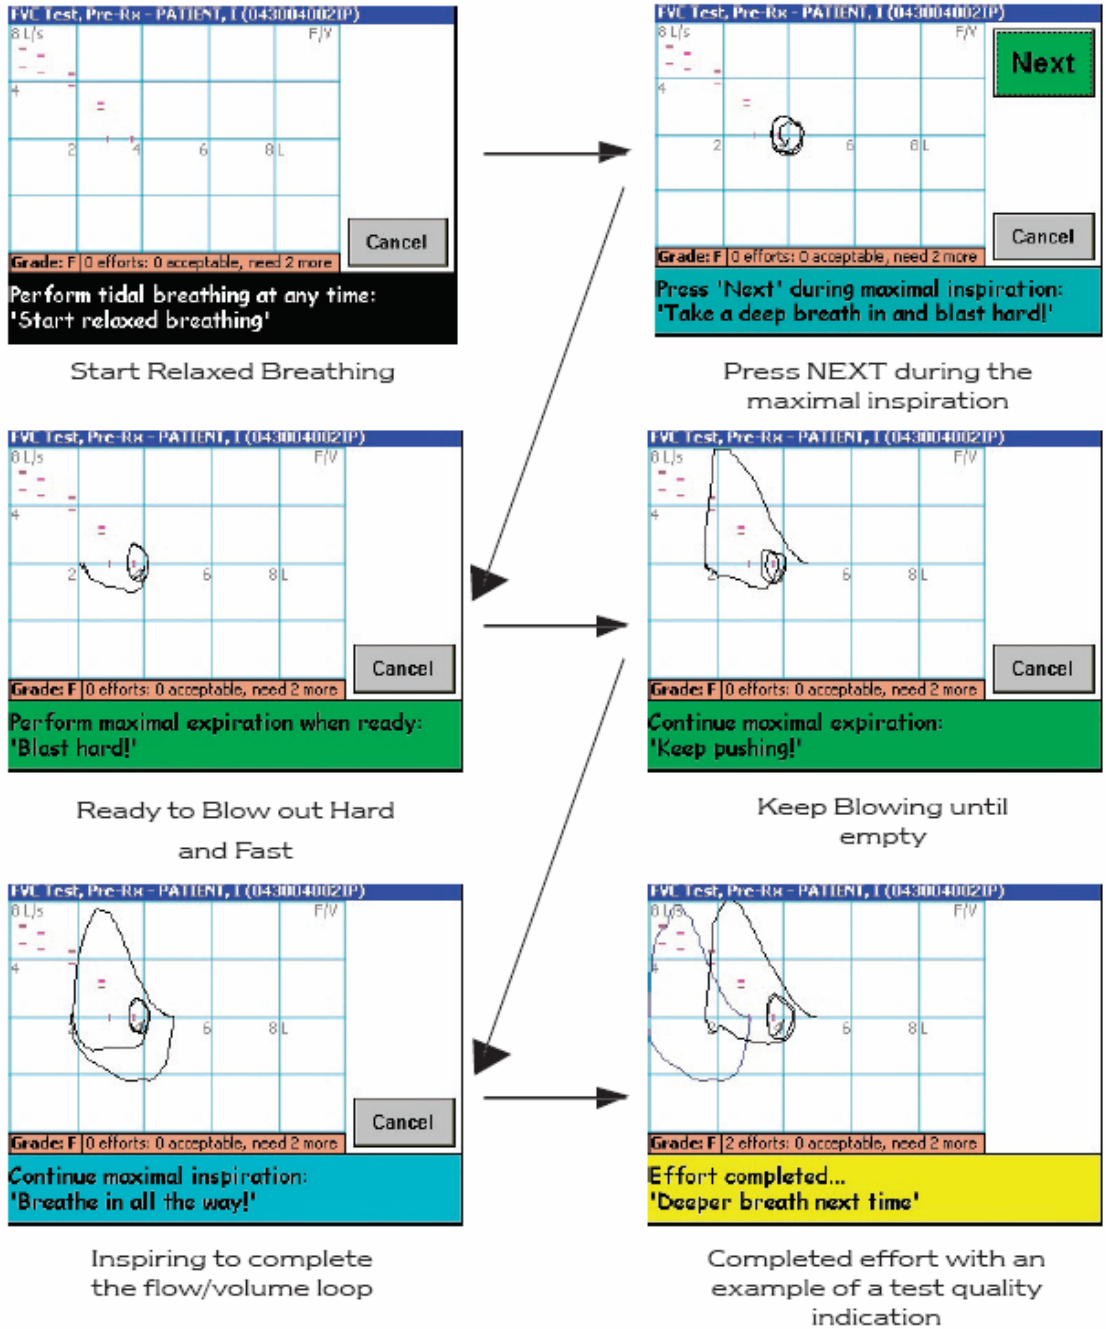 FVC Test, Pre-Rx - PATIENT, I (0430040021P)
8 L/s
F/V
4
2
4
6
8 L
Cancel
Grade: F 0 efforts: 0 acceptable, need 2 more
Perform tidal breathing at any time:
'Start relaxed breathing'
Start Relaxed Breathing
FVC Test, Pre-Rx - PATIENT, I (0430040021P)
8 L/s
F/V
Next
4
2
6
8 L
Cancel
Grade: F 0 efforts: 0 acceptable, need 2 more
Press 'Next' during maximal inspiration:
'Take a deep breath in and blast hard!'
Press NEXT during the
maximal inspiration
FVC Test, Pre-Rx - PATIENT, I (0430040021P)
8 L/s
F/V
4
2
6
8 L
Cancel
Grade: F 0 efforts: 0 acceptable, need 2 more
Perform maximal expiration when ready:
'Blast hard!'
Ready to Blow out Hard
and Fast
FVC Test, Pre-Rx - PATIENT, I (0430040021P)
8 L/s
F/V
4
2
6
8 L
Cancel
Grade: F 0 efforts: 0 acceptable, need 2 more
Continue maximal expiration:
'Keep pushing!'
Keep Blowing until
empty
FVC Test, Pre-Rx - PATIENT, I (0430040021P)
8 L/s
F/V
4
6
8 L
Cancel
Grade: F 0 efforts: 0 acceptable, need 2 more
Continue maximal inspiration:
'Breathe in all the way!'
Inspiring to complete
the flow/volume loop
FVC Test, Pre-Rx - PATIENT, I (0430040021P)
8 L/s
F/V
4
2
6
8 L
Grade: F 2 efforts: 0 acceptable, need 2 more
Effort completed...
'Deeper breath next time'
Completed effort with an
example of a test quality
indication